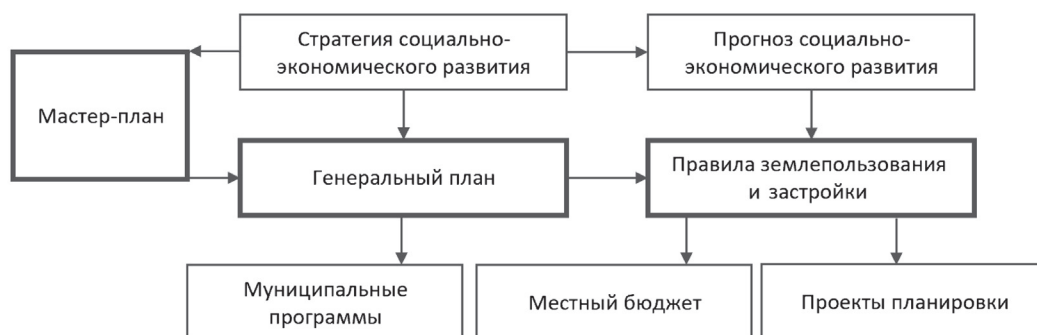 Стратегия социально-
экономического развития
Прогноз социально-
экономического развития
Мастер-план
Генеральный план
Правила землепользования
и застройки
Муниципальные
программы
Местный бюджет
Проекты планировки